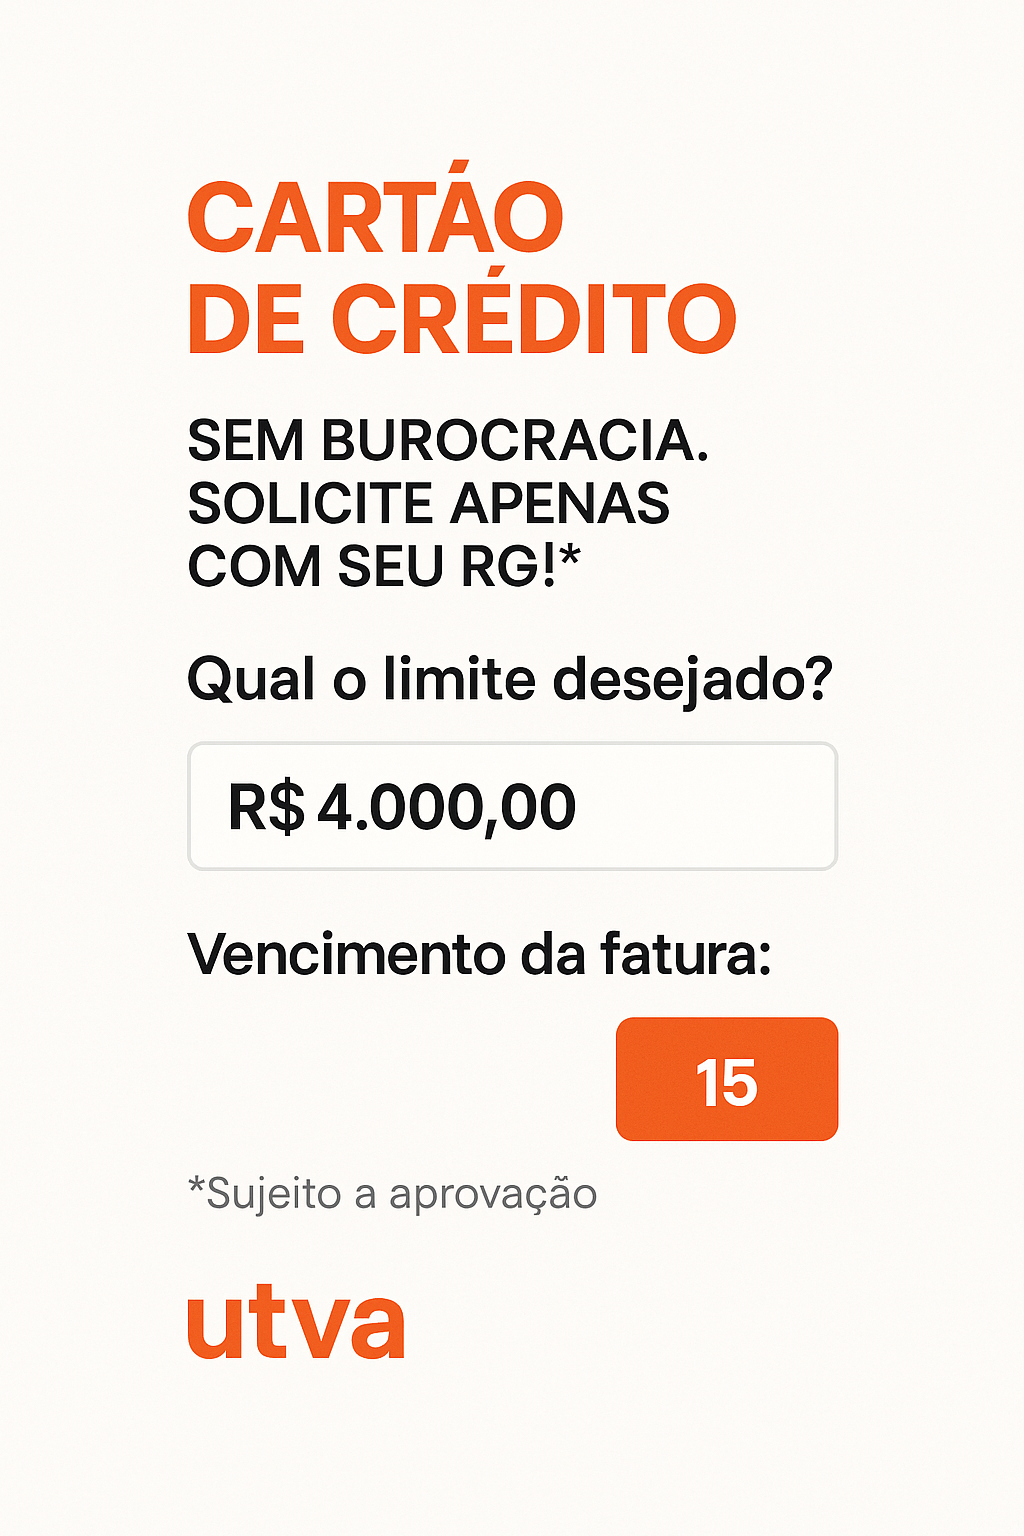 CARTÁO
DE CRÉDITO
SEM BUROCRACIA.
SOLICITE APENAS
COM SEU RG!*
Qual o limite desejado?
R$ 4.000,00
Vencimento da fatura:
15
*Sujeito a aprovação
utva